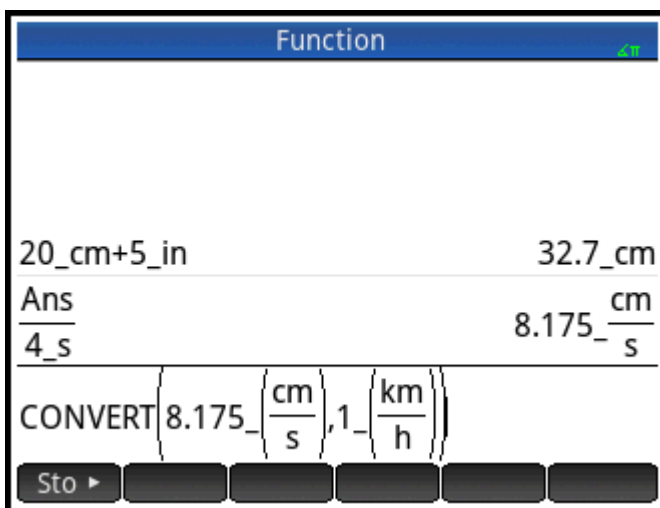 Function
∡π
20_cm+5_in
32.7_cm
Ans
4_s
8.175_cm/s
CONVERT(8.175_(cm/s),1_(km/h))
Sto ▸